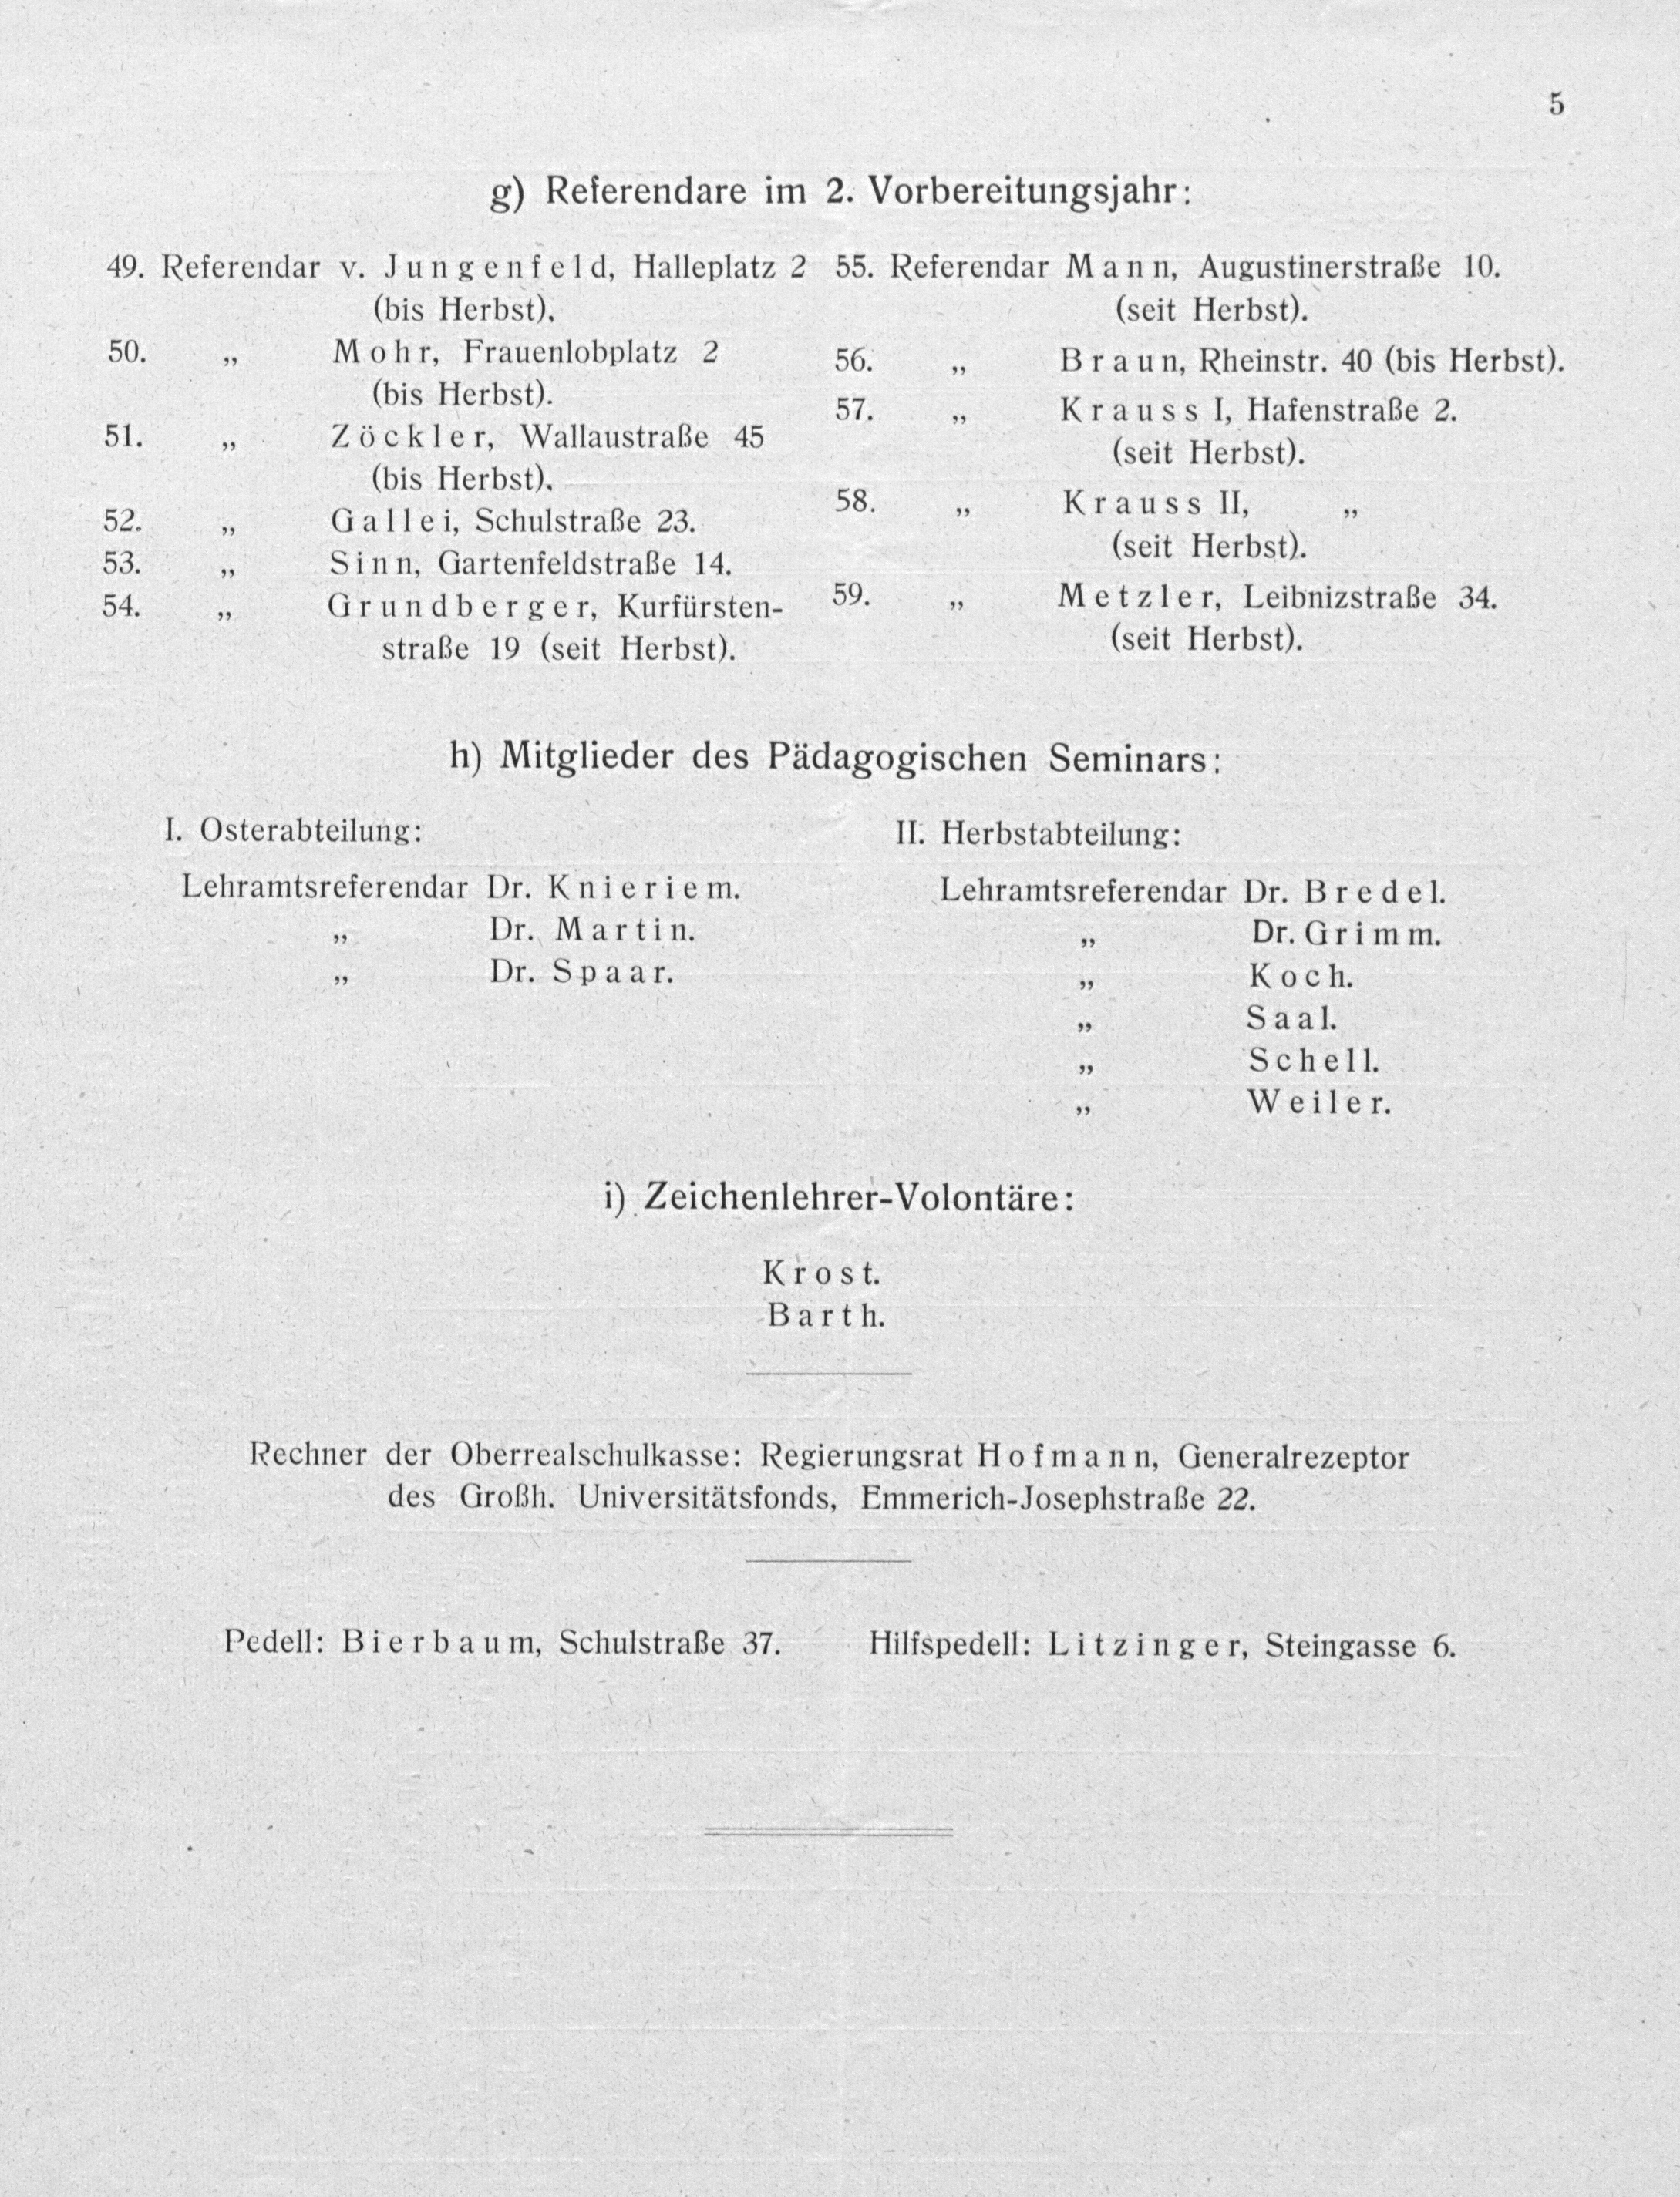 5
g) Referendare im 2. Vorbereitungsjahr:
49. Referendar v. Jungenfeld, Halleplatz 2
(bis Herbst).
50. „ Mohr, Frauenlobplatz 2
(bis Herbst).
51. „ Zöckler, Wallaustraße 45
(bis Herbst).
52. „ Gallei, Schulstraße 23.
53. „ Sinn, Gartenfeldstraße 14.
54. „ Grundberger, Kurfürsten-
straße 19 (seit Herbst).
55. Referendar Mann, Augustinerstraße 10.
(seit Herbst).
56. „ Braun, Rheinstr. 40 (bis Herbst).
57. „ Krauss I, Hafenstraße 2.
(seit Herbst).
58. „ Krauss II, „
(seit Herbst).
59. „ Metzler, Leibnizstraße 34.
(seit Herbst).
h) Mitglieder des Pädagogischen Seminars:
I. Osterabteilung:
Lehramtsreferendar Dr. Knieriem.
„ Dr. Martin.
„ Dr. Spaar.
II. Herbstabteilung:
Lehramtsreferendar Dr. Bredel.
„ Dr. Grimm.
„ Koch.
„ Saal.
„ Schell.
„ Weiler.
i) Zeichenlehrer-Volontäre:
Krost.
Barth.
Rechner der Oberrealschulkasse: Regierungsrat Hofmann, Generalrezeptor
des Großh. Universitätsfonds, Emmerich-Josephstraße 22.
Pedell: Bierbaum, Schulstraße 37. Hilfspedell: Litzinger, Steingasse 6.